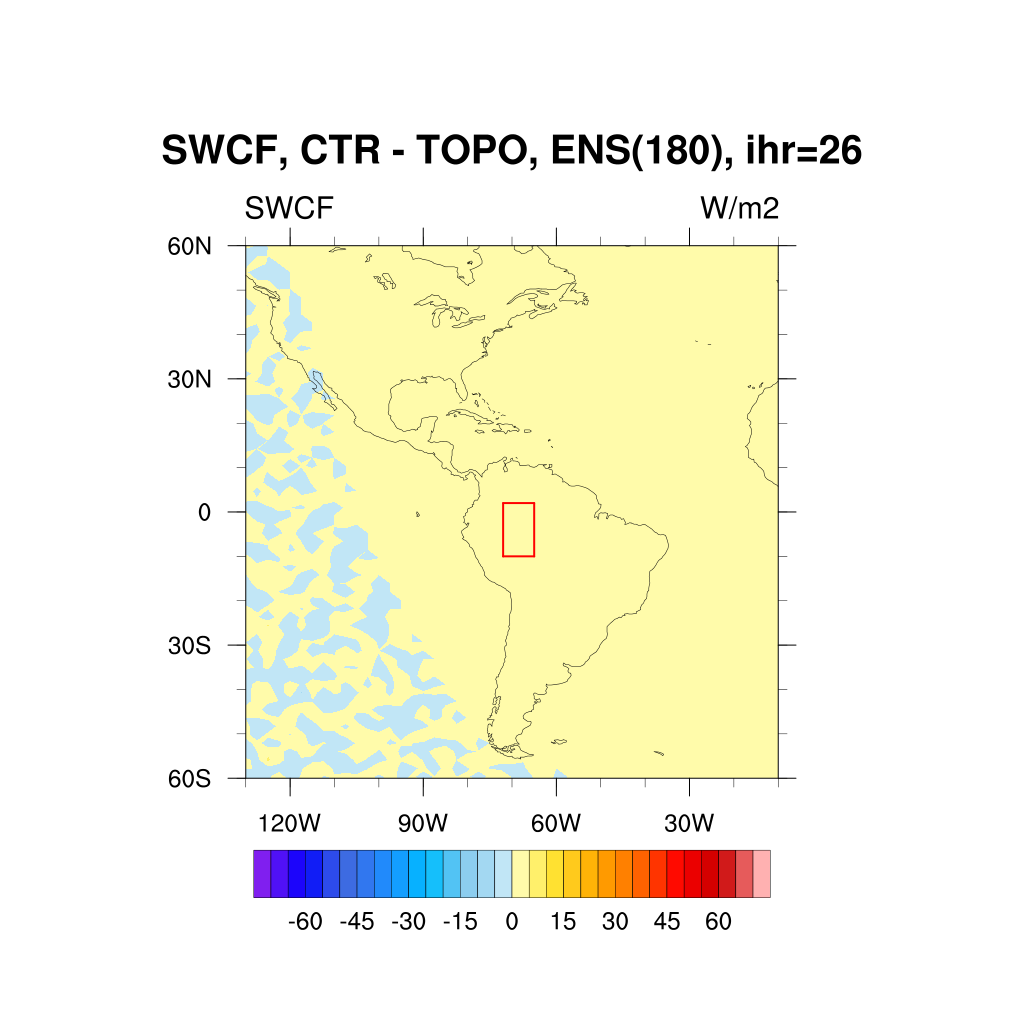 SWCF, CTR - TOPO, ENS(180), ihr=26
SWCF W/m2
60N
30N
0
30S
60S
120W 90W 60W 30W
-60 -45 -30 -15 0 15 30 45 60